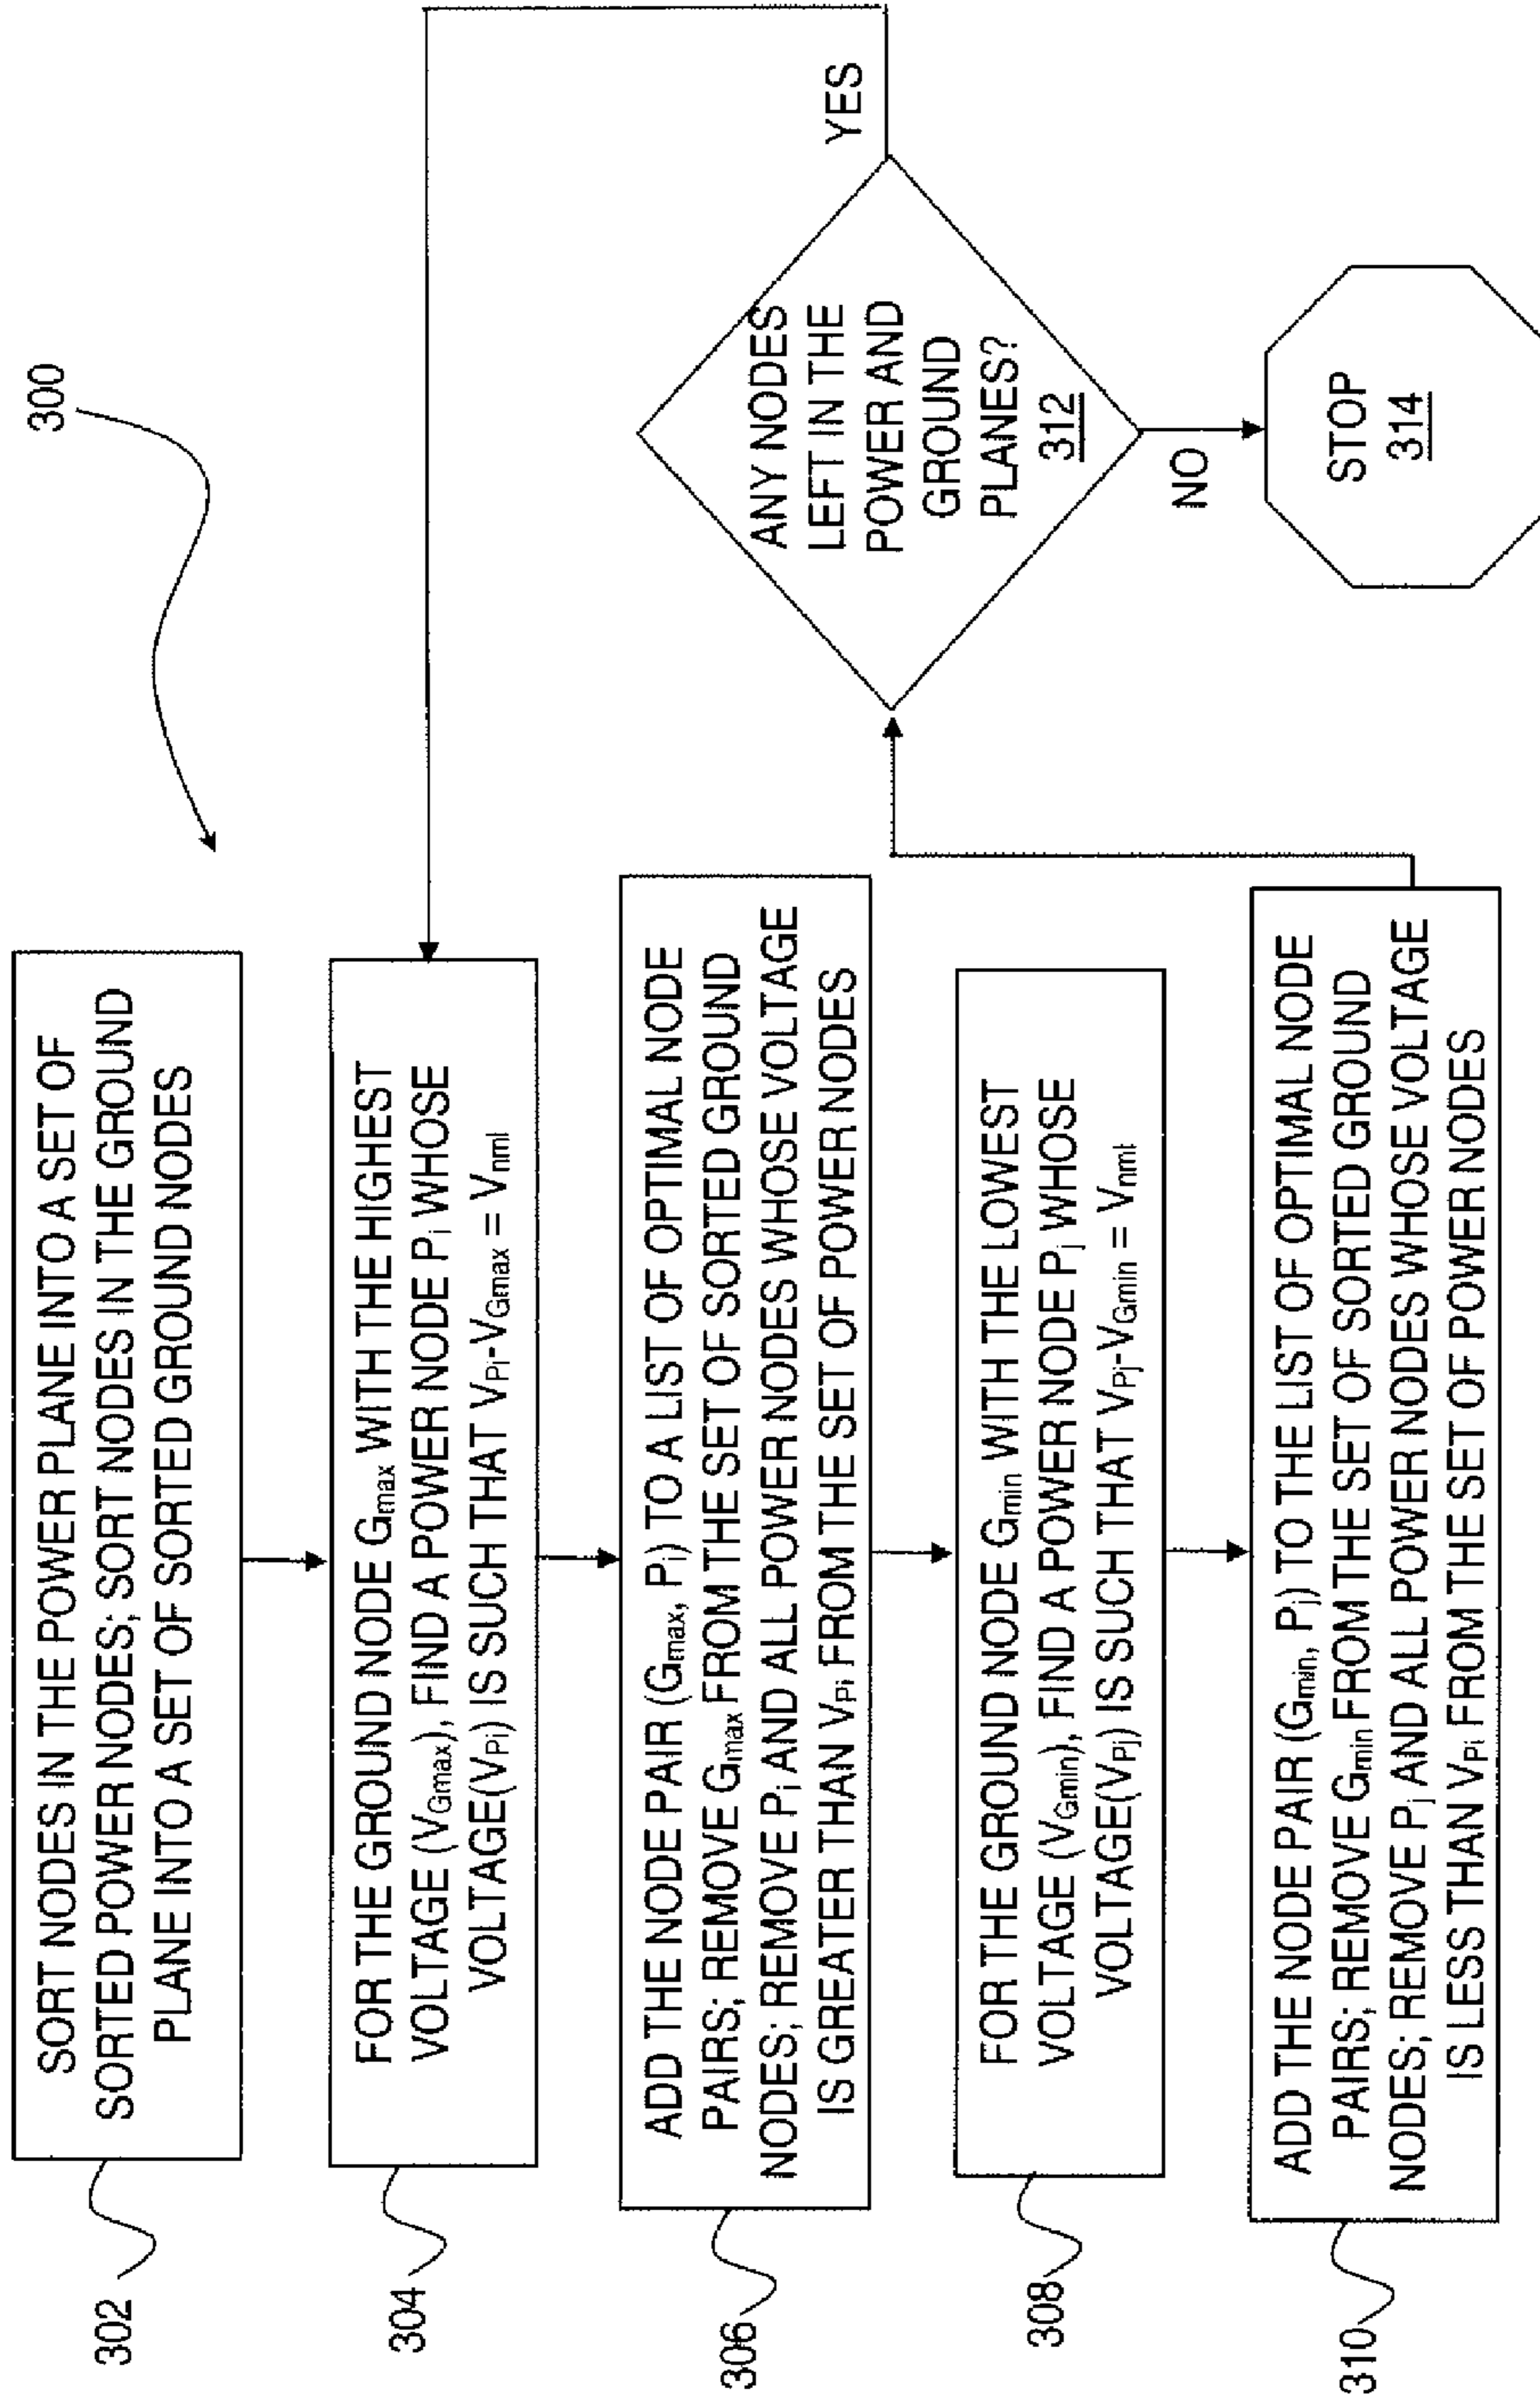 300
302
SORT NODES IN THE POWER PLANE INTO A SET OF
SORTED POWER NODES; SORT NODES IN THE GROUND
PLANE INTO A SET OF SORTED GROUND NODES
304
FOR THE GROUND NODE Gmax WITH THE HIGHEST
VOLTAGE (VGmax), FIND A POWER NODE Pi WHOSE
VOLTAGE(VPi) IS SUCH THAT VPi-VGmax = Vnml
306
ADD THE NODE PAIR (Gmax, Pi) TO A LIST OF OPTIMAL NODE
PAIRS; REMOVE Gmax FROM THE SET OF SORTED GROUND
NODES; REMOVE Pi AND ALL POWER NODES WHOSE VOLTAGE
IS GREATER THAN VPi FROM THE SET OF POWER NODES
308
FOR THE GROUND NODE Gmin WITH THE LOWEST
VOLTAGE (VGmin), FIND A POWER NODE Pj WHOSE
VOLTAGE(VPj) IS SUCH THAT VPj-VGmin = Vnml
310
ADD THE NODE PAIR (Gmin, Pj) TO THE LIST OF OPTIMAL NODE
PAIRS; REMOVE Gmin FROM THE SET OF SORTED GROUND
NODES; REMOVE Pj AND ALL POWER NODES WHOSE VOLTAGE
IS LESS THAN VPi FROM THE SET OF POWER NODES
ANY NODES
LEFT IN THE
POWER AND
GROUND
PLANES?
312
YES
NO
STOP
314